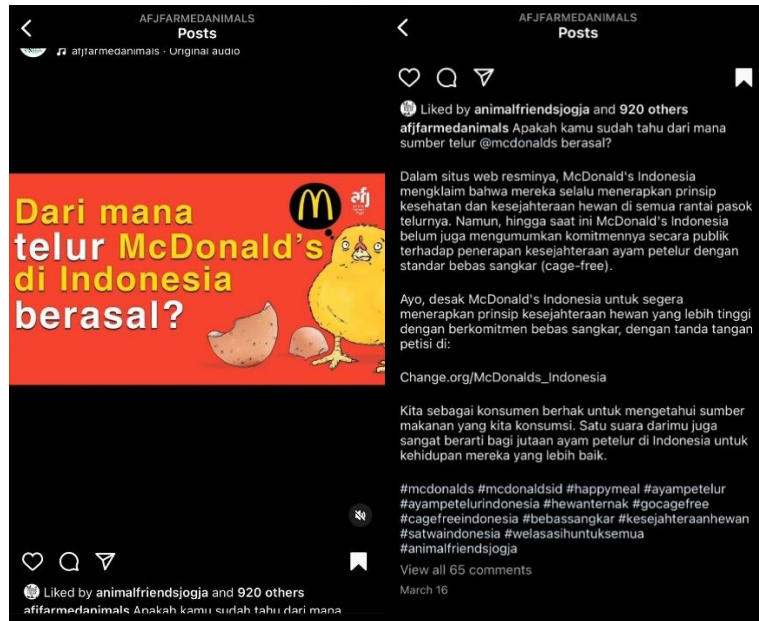 AFJFARMEDANIMALS
Posts
afjfarmedanimals · Original audio
Dari mana
telur McDonald's
di Indonesia
berasal?
afj
Liked by animalfriendsjogja and 920 others
afjfarmedanimals Apakah kamu sudah tahu dari mana
AFJFARMEDANIMALS
Posts
Liked by animalfriendsjogja and 920 others
afjfarmedanimals Apakah kamu sudah tahu dari mana
sumber telur @mcdonalds berasal?
Dalam situs web resminya, McDonald's Indonesia
mengklaim bahwa mereka selalu menerapkan prinsip
kesehatan dan kesejahteraan hewan di semua rantai pasok
telurnya. Namun, hingga saat ini McDonald's Indonesia
belum juga mengumumkan komitmennya secara publik
terhadap penerapan kesejahteraan ayam petelur dengan
standar bebas sangkar (cage-free).
Ayo, desak McDonald's Indonesia untuk segera
menerapkan prinsip kesejahteraan hewan yang lebih tinggi
dengan berkomitmen bebas sangkar, dengan tanda tangan
petisi di:
Change.org/McDonalds_Indonesia
Kita sebagai konsumen berhak untuk mengetahui sumber
makanan yang kita konsumsi. Satu suara darimu juga
sangat berarti bagi jutaan ayam petelur di Indonesia untuk
kehidupan mereka yang lebih baik.
#mcdonalds #mcdonaldsid #happymeal #ayampetelur
#ayampetelurindonesia #hewanternak #gocagefree
#cagefreeindonesia #bebassangkar #kesejahteraanhewan
#satwaindonesia #welasasihuntuksemua
#animalfriendsjogja
View all 65 comments
March 16